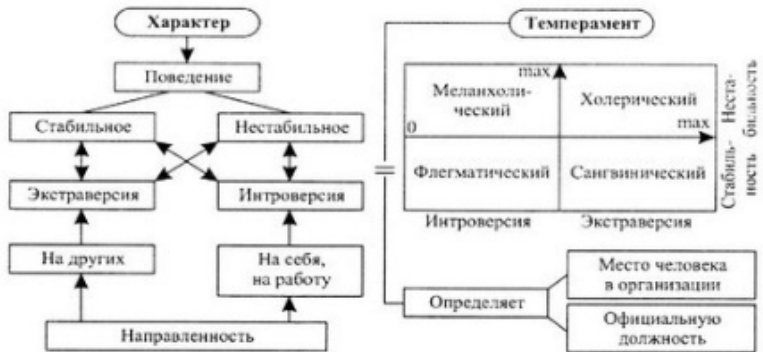 Характер
Поведение
Стабильное
Нестабильное
Экстраверсия
Интроверсия
На других
На себя,
на работу
Направленность
Темперамент
max
Меланхоли-
ческий
Холерический
0
max
Флегматический
Сангвинический
Интроверсия
Экстраверсия
Неста-
бильность
Стабиль-
ность
Определяет
Место человека
в организации
Официальную
должность